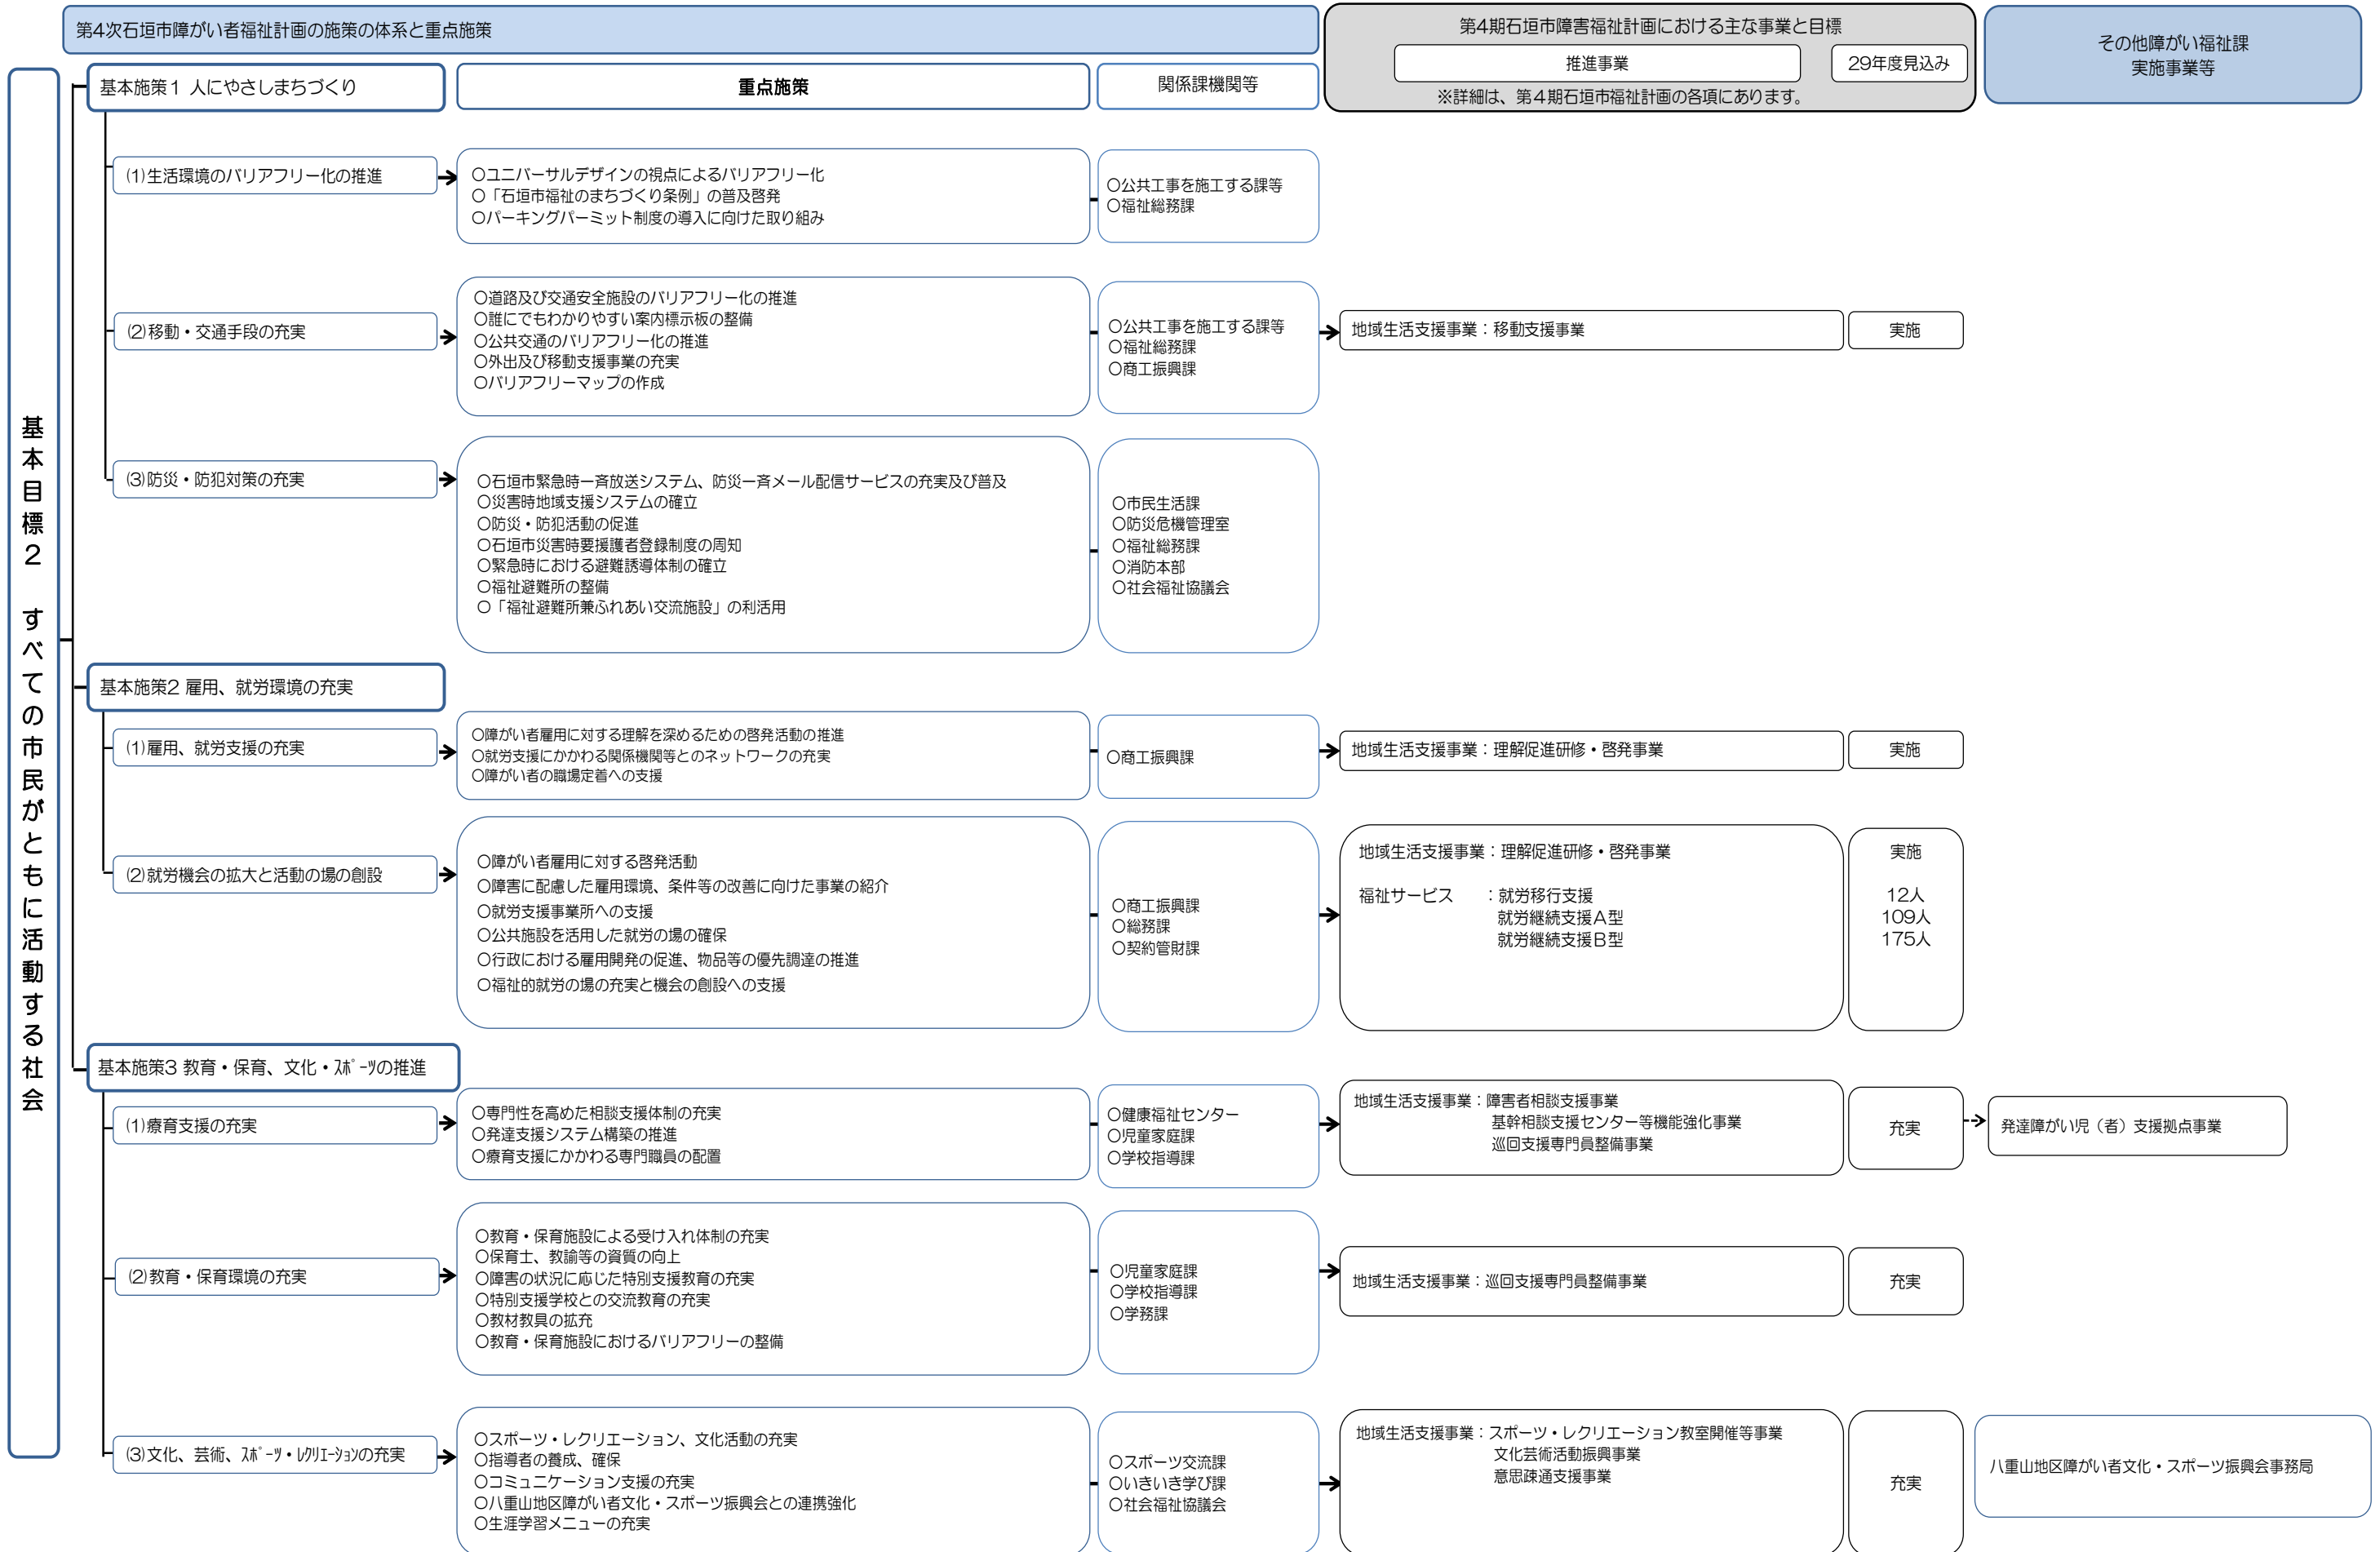 第4次石垣市障がい者福祉計画の施策の体系と重点施策
第4期石垣市障害福祉計画における主な事業と目標
推進事業
29年度見込み
※詳細は、第４期石垣市福祉計画の各項にあります。
その他障がい福祉課
実施事業等
基本目標２　すべての市民がともに活動する社会
基本施策１ 人にやさしまちづくり
重点施策
関係課機関等
⑴生活環境のバリアフリー化の推進
〇ユニバーサルデザインの視点によるバリアフリー化
〇「石垣市福祉のまちづくり条例」の普及啓発
〇パーキングパーミット制度の導入に向けた取り組み
〇公共工事を施工する課等
〇福祉総務課
⑵移動・交通手段の充実
〇道路及び交通安全施設のバリアフリー化の推進
〇誰にでもわかりやすい案内標示板の整備
〇公共交通のバリアフリー化の推進
〇外出及び移動支援事業の充実
〇バリアフリーマップの作成
〇公共工事を施工する課等
〇福祉総務課
〇商工振興課
地域生活支援事業：移動支援事業
実施
⑶防災・防犯対策の充実
〇石垣市緊急時一斉放送システム、防災一斉メール配信サービスの充実及び普及
〇災害時地域支援システムの確立
〇防災・防犯活動の促進
〇石垣市災害時要援護者登録制度の周知
〇緊急時における避難誘導体制の確立
〇福祉避難所の整備
〇「福祉避難所兼ふれあい交流施設」の利活用
〇市民生活課
〇防災危機管理室
〇福祉総務課
〇消防本部
〇社会福祉協議会
基本施策2 雇用、就労環境の充実
⑴雇用、就労支援の充実
〇障がい者雇用に対する理解を深めるための啓発活動の推進
〇就労支援にかかわる関係機関等とのネットワークの充実
〇障がい者の職場定着への支援
〇商工振興課
地域生活支援事業：理解促進研修・啓発事業
実施
⑵就労機会の拡大と活動の場の創設
〇障がい者雇用に対する啓発活動
〇障害に配慮した雇用環境、条件等の改善に向けた事業の紹介
〇就労支援事業所への支援
〇公共施設を活用した就労の場の確保
〇行政における雇用開発の促進、物品等の優先調達の推進
〇福祉的就労の場の充実と機会の創設への支援
〇商工振興課
〇総務課
〇契約管財課
地域生活支援事業：理解促進研修・啓発事業
福祉サービス　　：就労移行支援
就労継続支援Ａ型
就労継続支援Ｂ型
実施
12人
109人
175人
基本施策3 教育・保育、文化・ｽﾎﾟｰﾂの推進
⑴療育支援の充実
〇専門性を高めた相談支援体制の充実
〇発達支援システム構築の推進
〇療育支援にかかわる専門職員の配置
〇健康福祉センター
〇児童家庭課
〇学校指導課
地域生活支援事業：障害者相談支援事業
基幹相談支援センター等機能強化事業
巡回支援専門員整備事業
充実
発達障がい児（者）支援拠点事業
⑵教育・保育環境の充実
〇教育・保育施設による受け入れ体制の充実
〇保育士、教諭等の資質の向上
〇障害の状況に応じた特別支援教育の充実
〇特別支援学校との交流教育の充実
〇教材教具の拡充
〇教育・保育施設におけるバリアフリーの整備
〇児童家庭課
〇学校指導課
〇学務課
地域生活支援事業：巡回支援専門員整備事業
充実
⑶文化、芸術、ｽﾎﾟｰﾂ・ﾚｸﾘｴｰｼｮﾝの充実
〇スポーツ・レクリエーション、文化活動の充実
〇指導者の養成、確保
〇コミュニケーション支援の充実
〇八重山地区障がい者文化・スポーツ振興会との連携強化
〇生涯学習メニューの充実
〇スポーツ交流課
〇いきいき学び課
〇社会福祉協議会
地域生活支援事業：スポーツ・レクリエーション教室開催等事業
文化芸術活動振興事業
意思疎通支援事業
充実
八重山地区障がい者文化・スポーツ振興会事務局